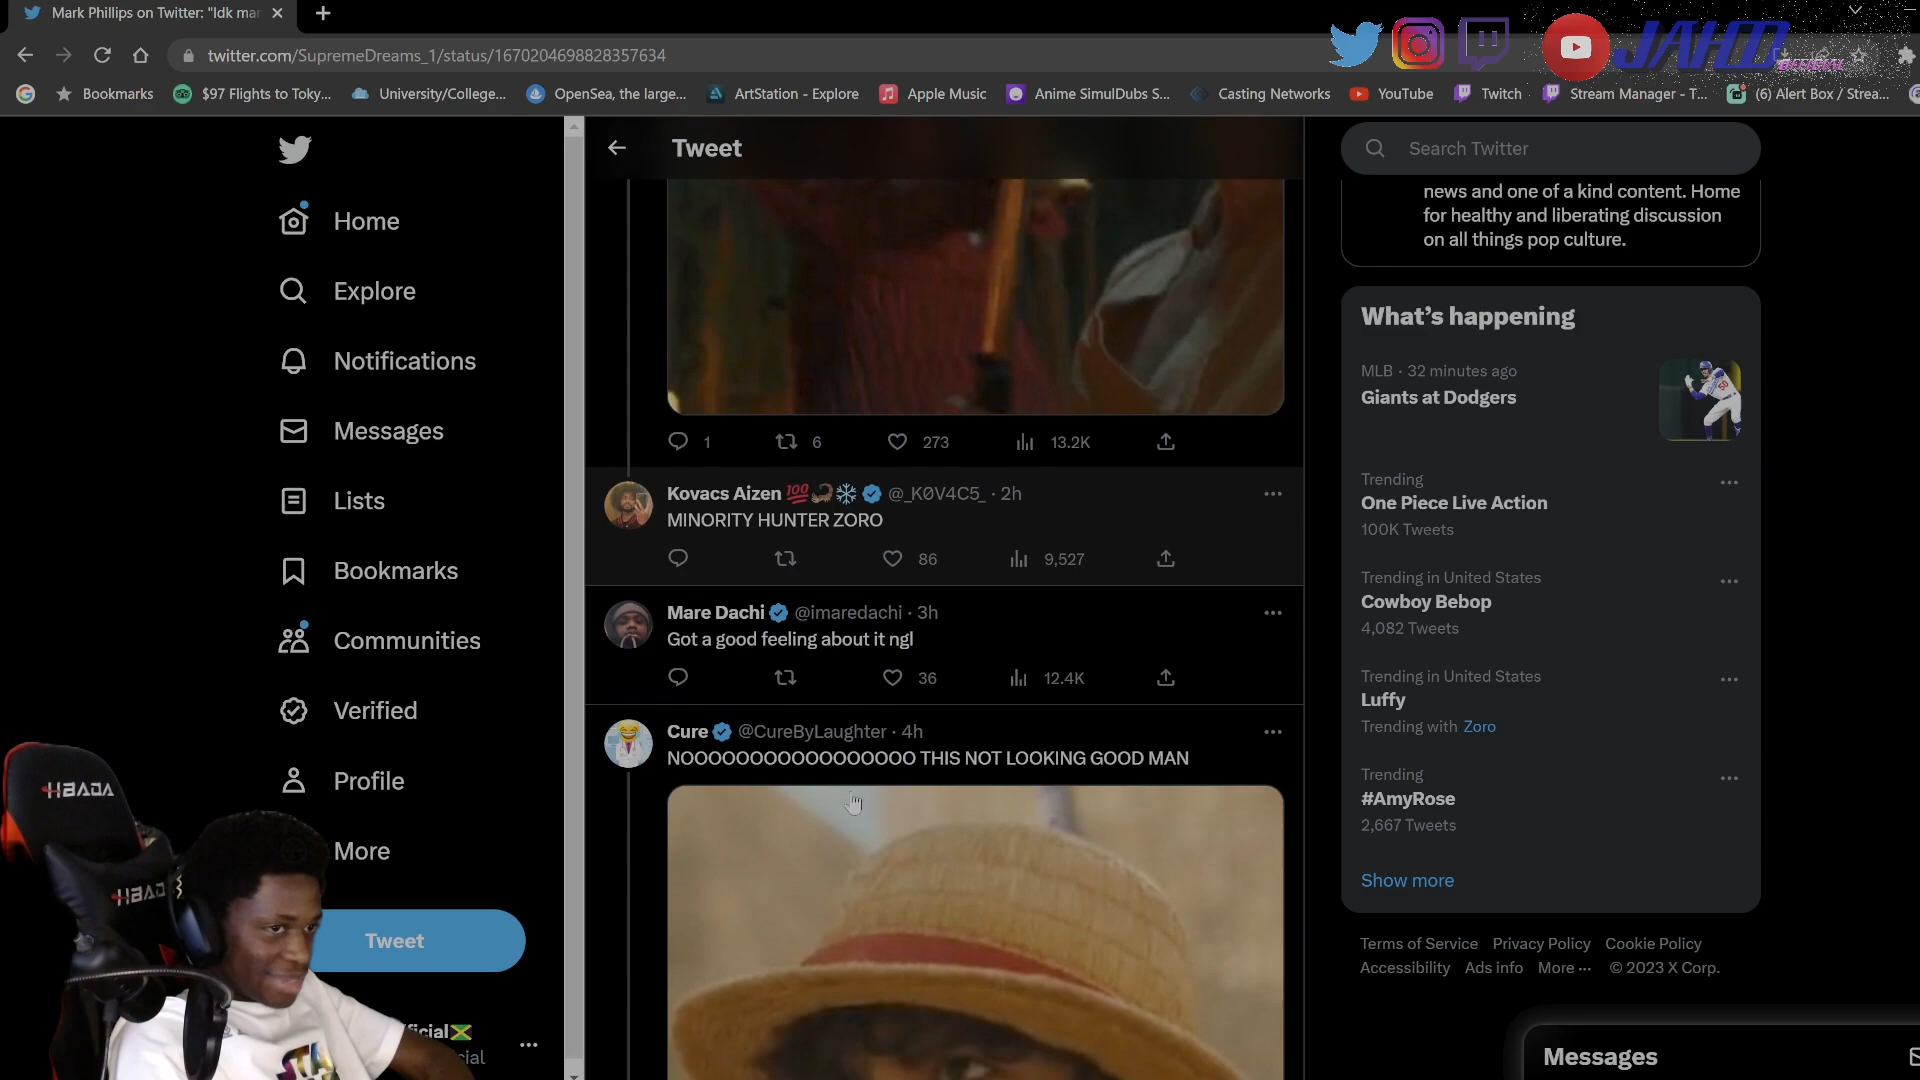 Mark Phillips on Twitter: "Idk mar
twitter.com/SupremeDreams_1/status/1670204698828357634
JAHD
OFFICIAL
Bookmarks
$97 Flights to Toky...
University/College...
OpenSea, the large...
ArtStation - Explore
Apple Music
Anime SimulDubs S...
Casting Networks
YouTube
Twitch
Stream Manager - T...
(6) Alert Box / Strea...
Home
Explore
Notifications
Messages
Lists
Bookmarks
Communities
Verified
Profile
More
Tweet
ficial
cial
HBADA
HBAD
Tweet
1 6 273 13.2K
Kovacs Aizen 💯 @_K0V4C5_ · 2h
MINORITY HUNTER ZORO
86 9,527
Mare Dachi @imaredachi · 3h
Got a good feeling about it ngl
36 12.4K
Cure @CureByLaughter · 4h
NOOOOOOOOOOOOOOOOO THIS NOT LOOKING GOOD MAN
Search Twitter
news and one of a kind content. Home
for healthy and liberating discussion
on all things pop culture.
What's happening
MLB · 32 minutes ago
Giants at Dodgers
Trending
One Piece Live Action
100K Tweets
Trending in United States
Cowboy Bebop
4,082 Tweets
Trending in United States
Luffy
Trending with Zoro
Trending
#AmyRose
2,667 Tweets
Show more
Terms of Service Privacy Policy Cookie Policy
Accessibility Ads info More ··· © 2023 X Corp.
Messages